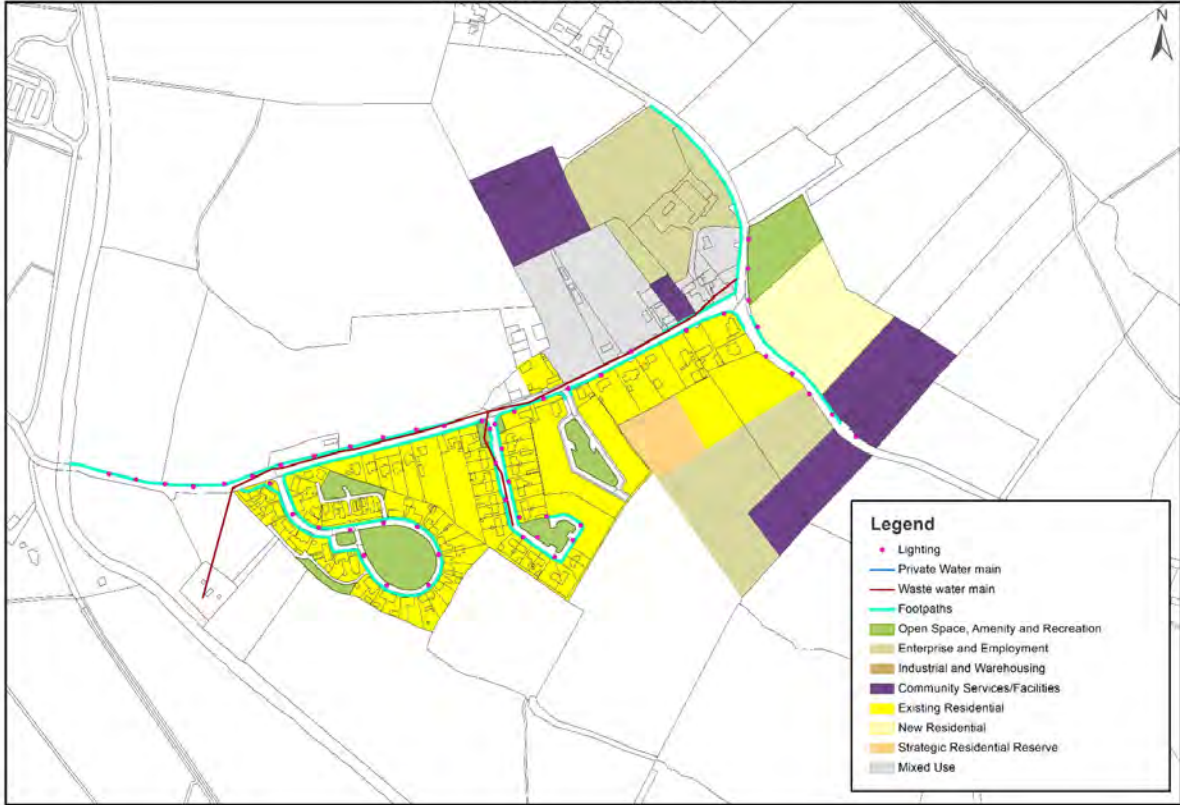 N
Legend
Lighting
Private Water main
Waste water main
Footpaths
Open Space, Amenity and Recreation
Enterprise and Employment
Industrial and Warehousing
Community Services/Facilities
Existing Residential
New Residential
Strategic Residential Reserve
Mixed Use